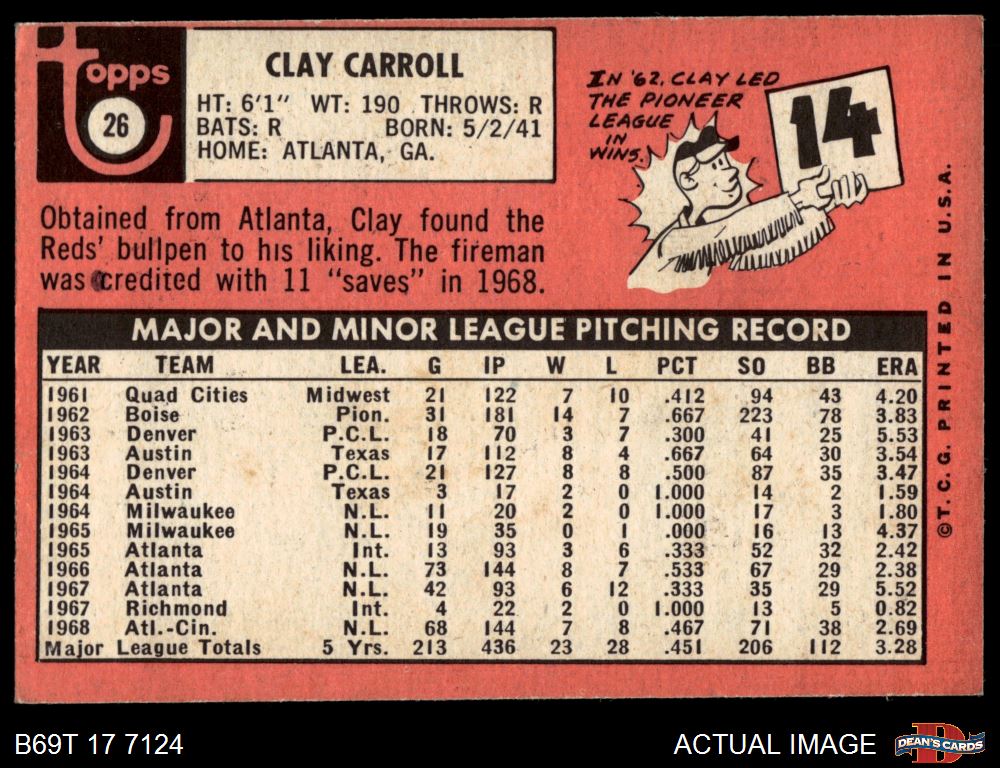 Topps
26
CLAY CARROLL
HT: 6'1" WT: 190 THROWS: R
BATS: R BORN: 5/2/41
HOME: ATLANTA, GA.
IN '62, CLAY LED
THE PIONEER
LEAGUE
IN
WINS.
14
Obtained from Atlanta, Clay found the
Reds' bullpen to his liking. The fireman
was credited with 11 "saves" in 1968.
MAJOR AND MINOR LEAGUE PITCHING RECORD
YEAR TEAM LEA. G IP W L PCT SO BB ERA
1961 Quad Cities Midwest 21 122 7 10 .412 94 43 4.20
1962 Boise Pion. 31 181 14 7 .667 223 78 3.83
1963 Denver P.C.L. 18 70 3 7 .300 41 25 5.53
1963 Austin Texas 17 112 8 4 .667 64 30 3.54
1964 Denver P.C.L. 21 127 8 8 .500 87 35 3.47
1964 Austin Texas 3 17 2 0 1.000 14 2 1.59
1964 Milwaukee N.L. 11 20 2 0 1.000 17 3 1.80
1965 Milwaukee N.L. 19 35 0 1 .000 16 13 4.37
1965 Atlanta Int. 13 93 3 6 .333 52 32 2.42
1966 Atlanta N.L. 73 144 8 7 .533 67 29 2.38
1967 Atlanta N.L. 42 93 6 12 .333 35 29 5.52
1967 Richmond Int. 4 22 2 0 1.000 13 5 0.82
1968 Atl.-Cin. N.L. 68 144 7 8 .467 71 38 2.69
Major League Totals 5 Yrs. 213 436 23 28 .451 206 112 3.28
©T.C.G. PRINTED IN U.S.A.
B69T 17 7124
ACTUAL IMAGE
D
DEAN'S CARDS